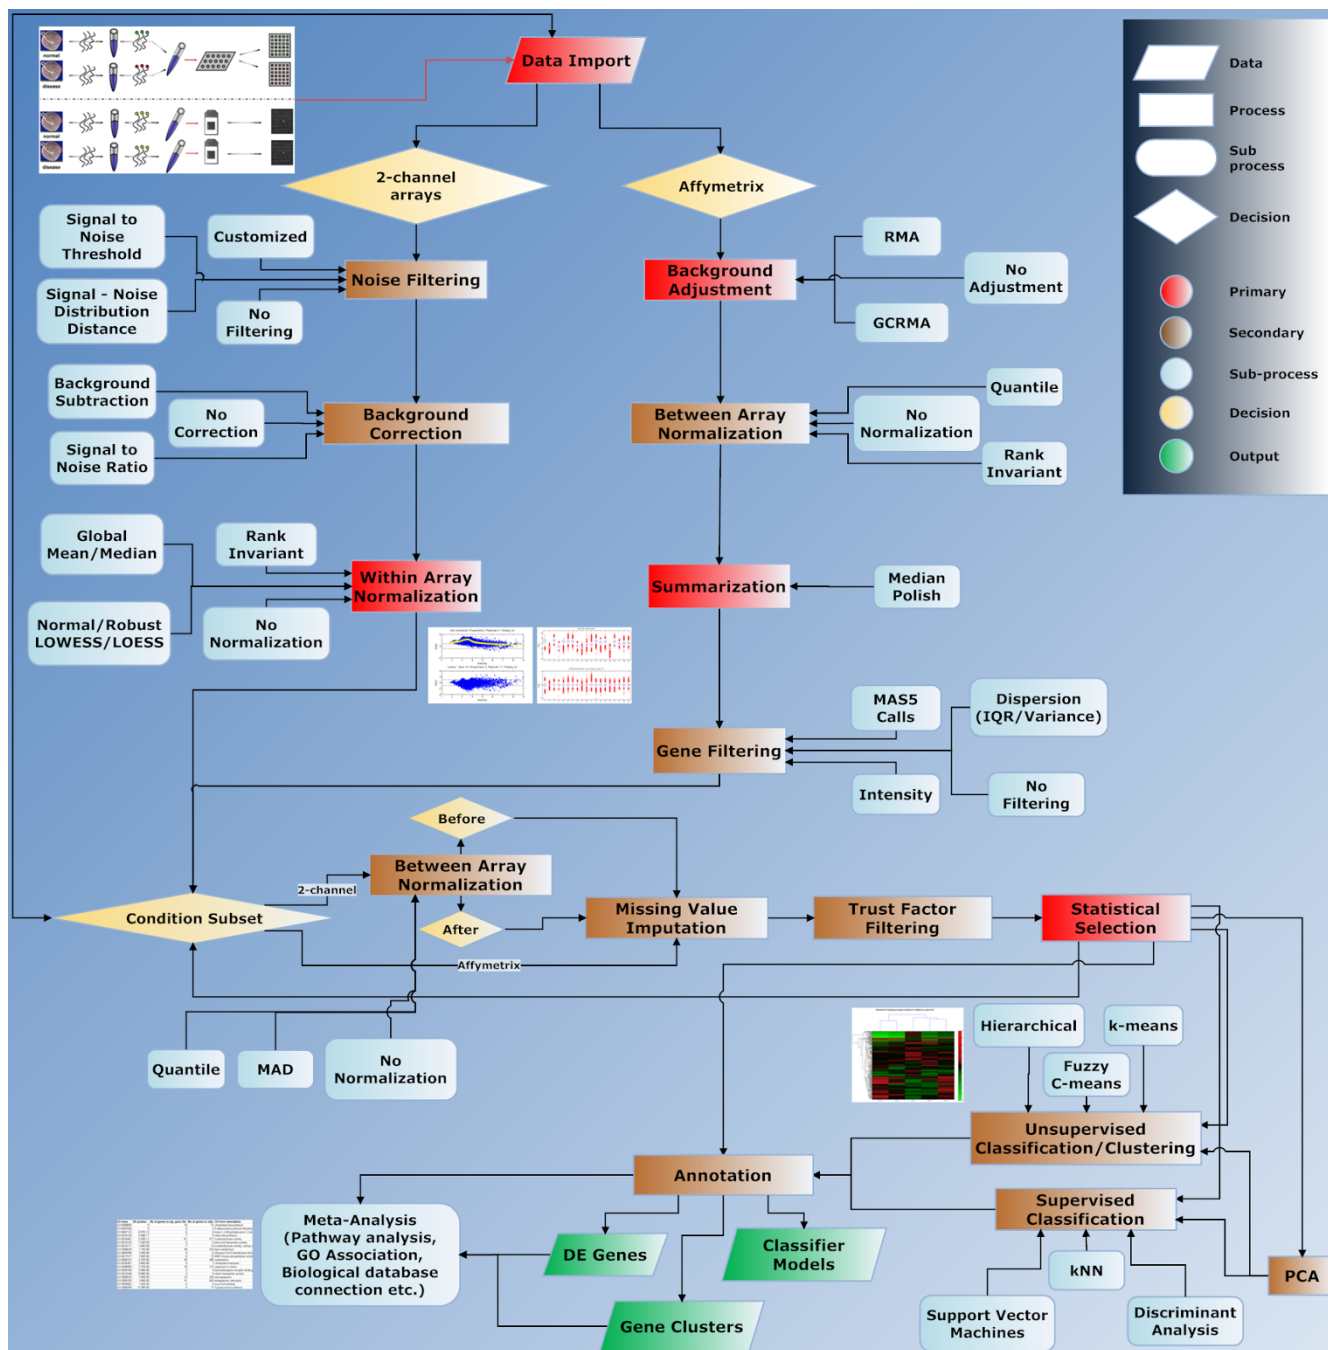 normal
disease
normal
disease
Data Import
Data
Process
Sub
process
Decision
Primary
Secondary
Sub-process
Decision
Output
2-channel
arrays
Affymetrix
Signal to
Noise
Threshold
Customized
Noise Filtering
Signal - Noise
Distribution
Distance
No
Filtering
RMA
Background
Adjustment
No
Adjustment
GCRMA
Background
Subtraction
No
Correction
Background
Correction
Signal to
Noise Ratio
Quantile
Between Array
Normalization
No
Normalization
Rank
Invariant
Global
Mean/Median
Rank
Invariant
Within Array
Normalization
Normal/Robust
LOWESS/LOESS
No
Normalization
Summarization
Median
Polish
MAS5
Calls
Dispersion
(IQR/Variance)
Gene Filtering
Intensity
No
Filtering
Before
Between Array
Normalization
2-channel
Condition Subset
After
Affymetrix
Missing Value
Imputation
Trust Factor
Filtering
Statistical
Selection
Quantile
MAD
No
Normalization
Hierarchical
k-means
Fuzzy
C-means
Unsupervised
Classification/Clustering
Annotation
Supervised
Classification
Meta-Analysis
(Pathway analysis,
GO Association,
Biological database
connection etc.)
DE Genes
Classifier
Models
Gene Clusters
kNN
PCA
Support Vector
Machines
Discriminant
Analysis